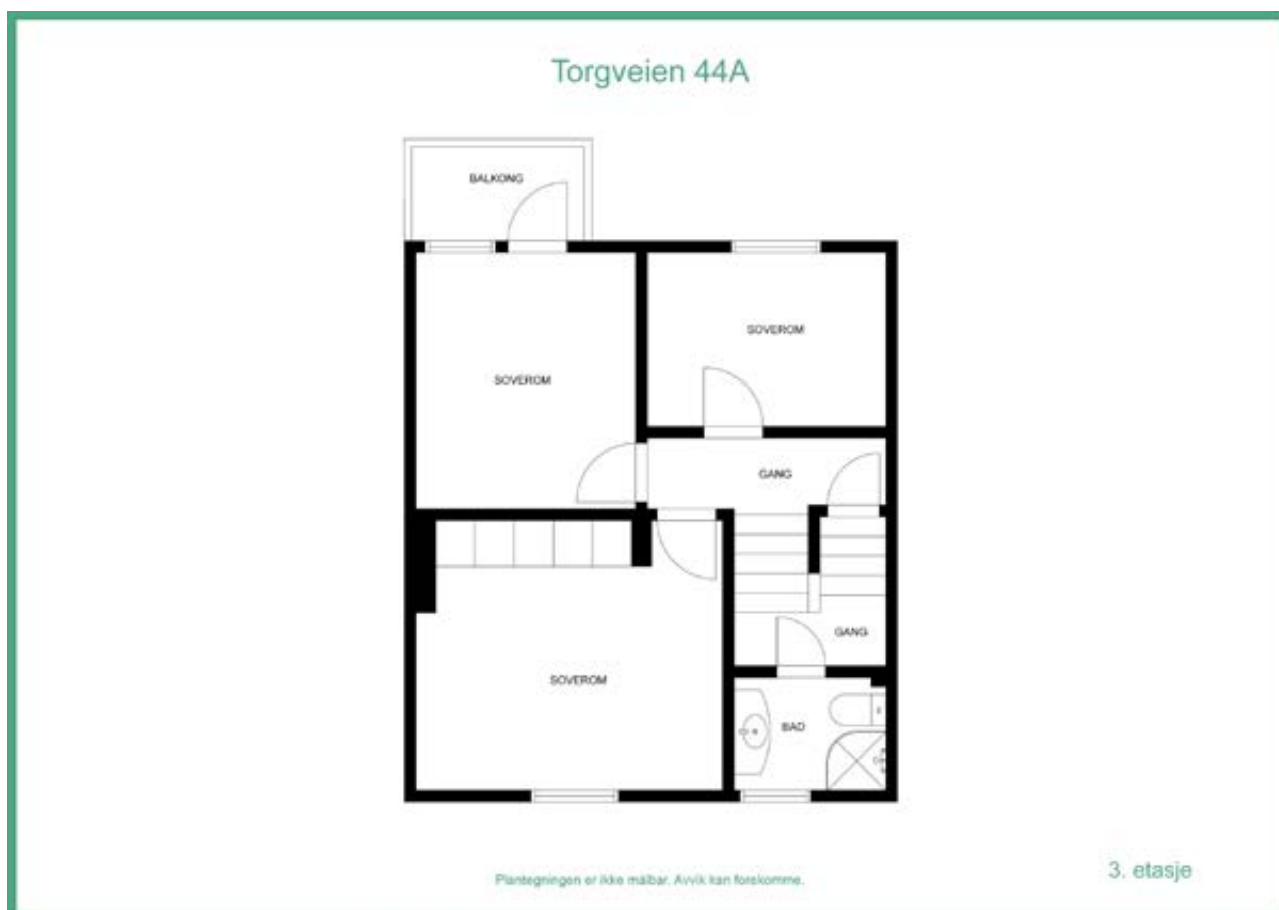 Torgveien 44A
BALKONG
SOVEROM
SOVEROM
GANG
GANG
SOVEROM
BAD
Plantegningen er ikke målbar. Avvik kan forekomme.
3. etasje